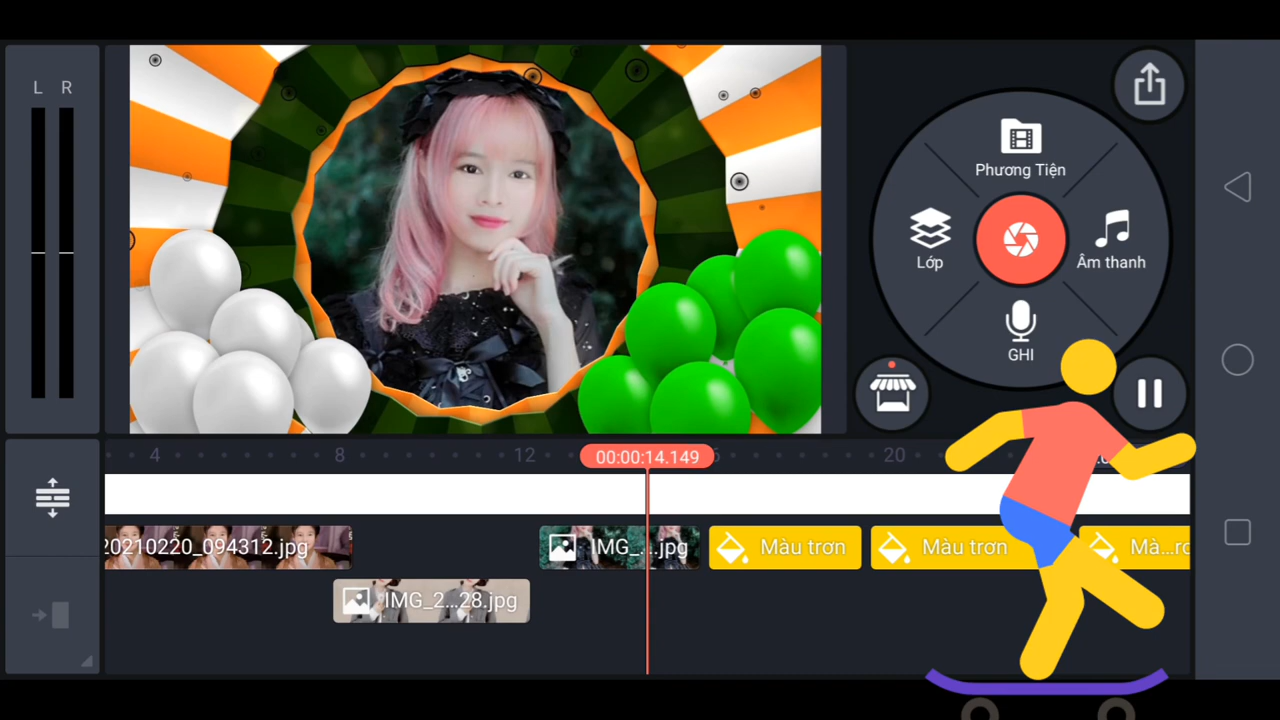 L R
Phương Tiện
Lớp
Âm thanh
GHI
4 8 12 20
00:00:14.149
20210220_094312.jpg
IMG_...jpg
Màu trơn
Màu trơn
Mà...rơ
IMG_2...28.jpg